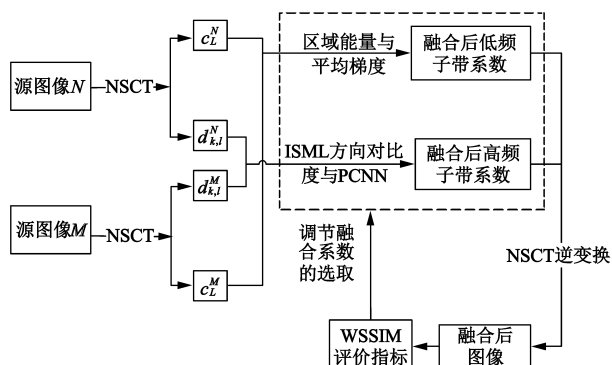 源图像N
NSCT
c_L^N
d_{k,l}^N
d_{k,l}^M
c_L^M
源图像M
NSCT
区域能量与
平均梯度
融合后低频
子带系数
ISML方向对比
度与PCNN
融合后高频
子带系数
调节融
合系数
的选取
NSCT逆变换
WSSIM
评价指标
融合后
图像